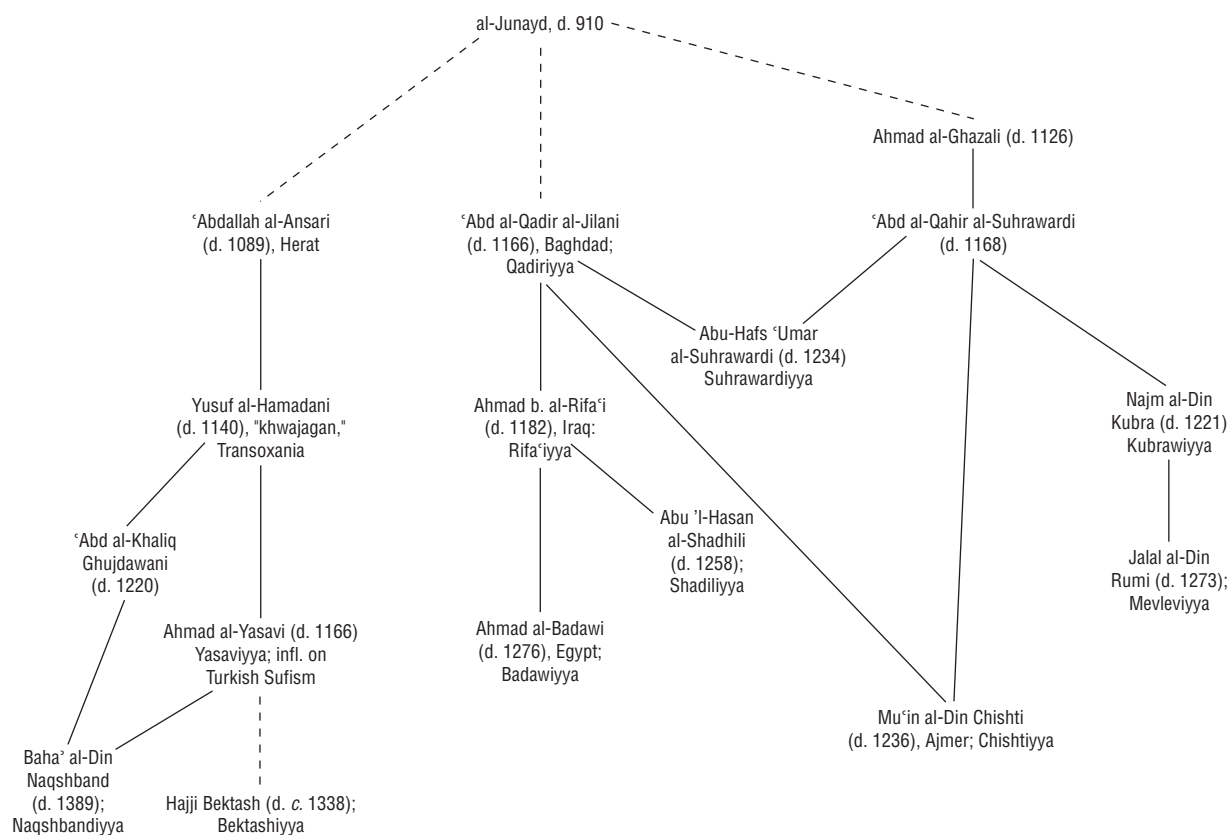 al-Junayd, d. 910
Ahmad al-Ghazali (d. 1126)
ʿAbdallah al-Ansari
(d. 1089), Herat
ʿAbd al-Qadir al-Jilani
(d. 1166), Baghdad;
Qadiriyya
ʿAbd al-Qahir al-Suhrawardi
(d. 1168)
Abu-Hafs ʿUmar
al-Suhrawardi (d. 1234)
Suhrawardiyya
Yusuf al-Hamadani
(d. 1140), "khwajagan,"
Transoxania
Ahmad b. al-Rifaʿi
(d. 1182), Iraq:
Rifaʿiyya
Najm al-Din
Kubra (d. 1221)
Kubrawiyya
ʿAbd al-Khaliq
Ghujdawani
(d. 1220)
Abu ’l-Hasan
al-Shadhili
(d. 1258);
Shadiliyya
Jalal al-Din
Rumi (d. 1273);
Mevleviyya
Ahmad al-Yasavi (d. 1166)
Yasaviyya; infl. on
Turkish Sufism
Ahmad al-Badawi
(d. 1276), Egypt;
Badawiyya
Muʿin al-Din Chishti
(d. 1236), Ajmer; Chishtiyya
Bahaʾ al-Din
Naqshband
(d. 1389);
Naqshbandiyya
Hajji Bektash (d. c. 1338);
Bektashiyya